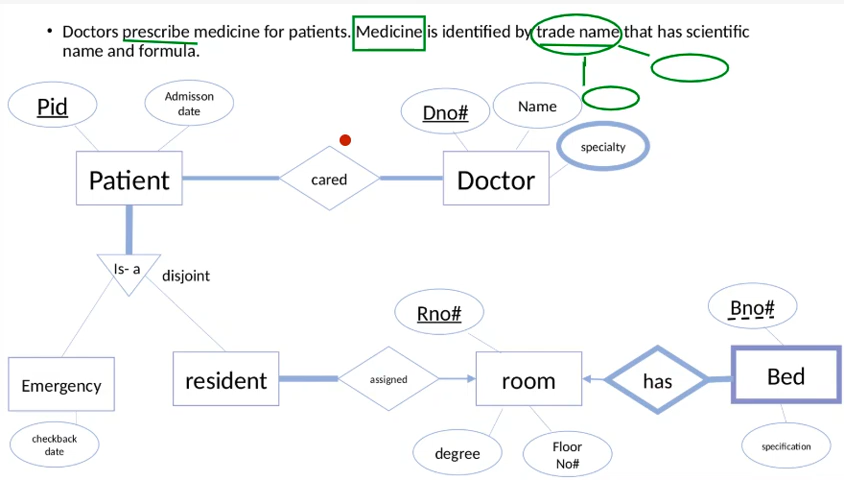 • Doctors prescribe medicine for patients. Medicine is identified by trade name that has scientific
name and formula.
Pid
Admisson
date
Dno#
Name
specialty
Patient
cared
Doctor
Is- a
disjoint
Rno#
Bno#
Emergency
resident
assigned
room
has
Bed
checkback
date
degree
Floor
No#
specification